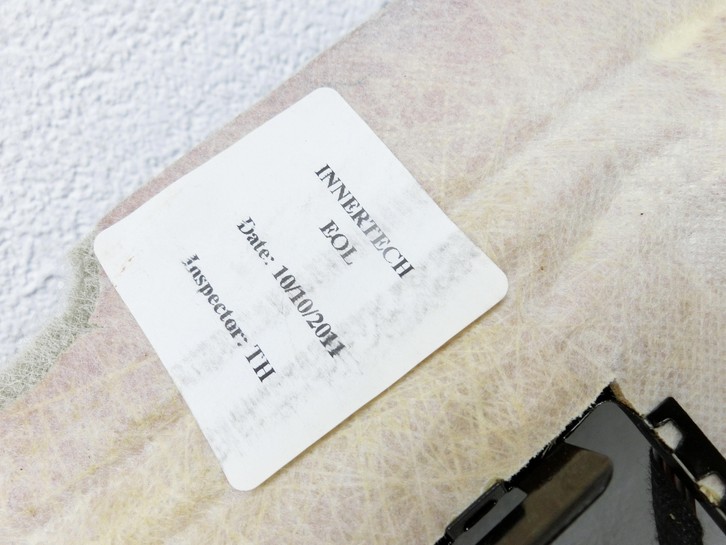 INNERTECH
EOL
Date: 10/10/2011
Inspector: TH